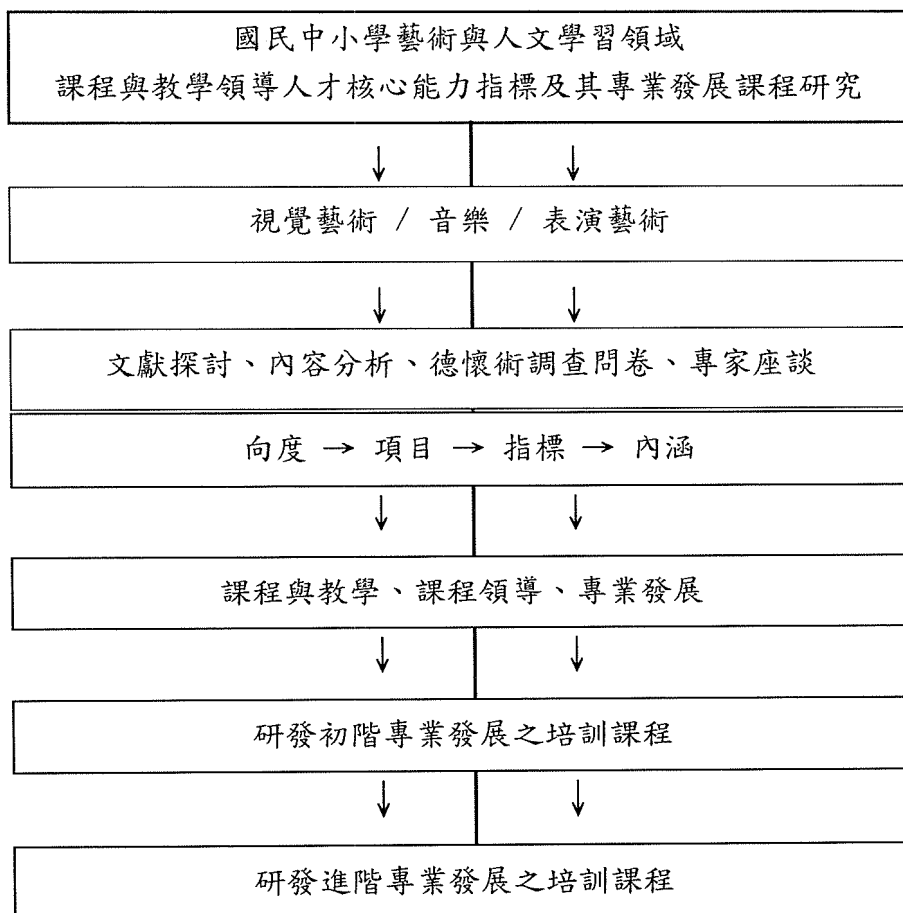 國民中小學藝術與人文學習領域
課程與教學領導人才核心能力指標及其專業發展課程研究
↓ ↓
視覺藝術 / 音樂 / 表演藝術
↓ ↓
文獻探討、內容分析、德懷術調查問卷、專家座談
向度 → 項目 → 指標 → 內涵
↓ ↓
課程與教學、課程領導、專業發展
↓ ↓
研發初階專業發展之培訓課程
↓ ↓
研發進階專業發展之培訓課程